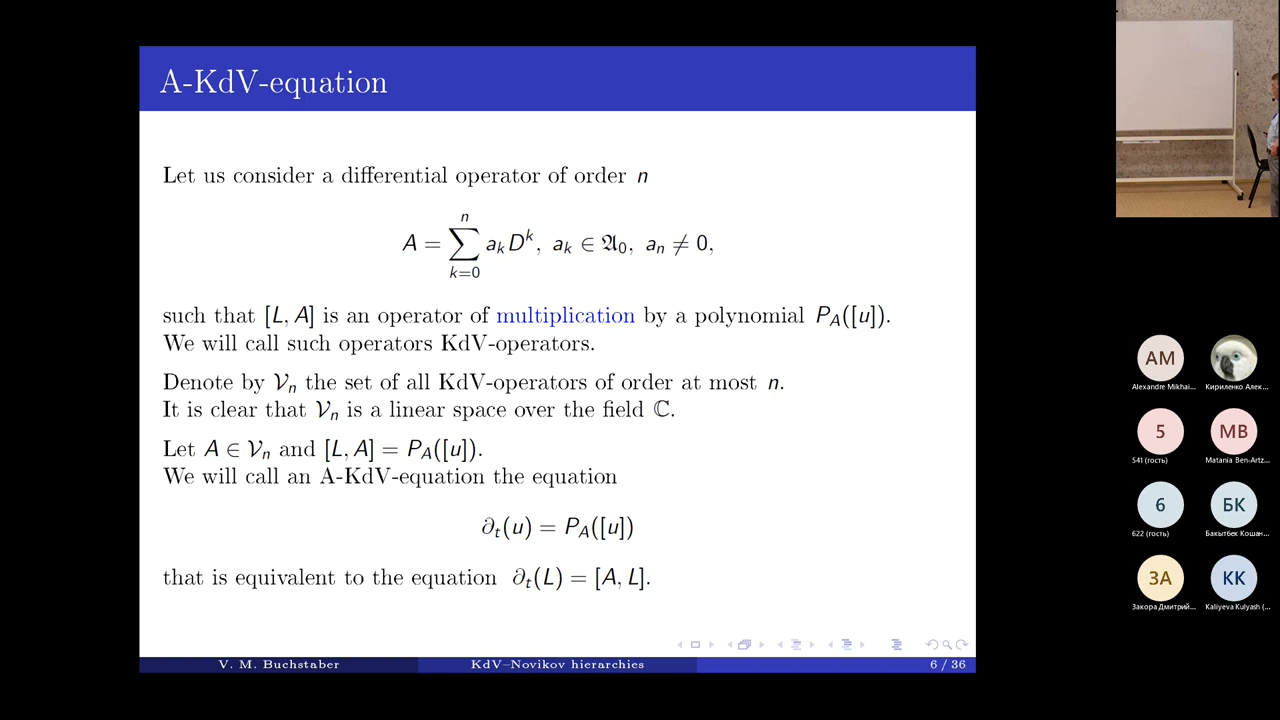 A-KdV-equation
Let us consider a differential operator of order n
A = ∑_{k=0}^{n} a_k D^k, a_k ∈ 𝔄_0, a_n ≠ 0,
such that [L, A] is an operator of multiplication by a polynomial P_A([u]).
We will call such operators KdV-operators.
Denote by 𝒱_n the set of all KdV-operators of order at most n.
It is clear that 𝒱_n is a linear space over the field ℂ.
Let A ∈ 𝒱_n and [L, A] = P_A([u]).
We will call an A-KdV-equation the equation
∂_t(u) = P_A([u])
that is equivalent to the equation ∂_t(L) = [A, L].
V. M. Buchstaber KdV–Novikov hierarchies 6 / 36
AM
Alexandre Mikhai... Кириленко Алек...
5 MB
541 (гость) Matania Ben-Artz...
6 БК
622 (гость) Бакытбек Кошан...
ЗА КК
Закора Дмитрий... Kaliyeva Kulyash (...